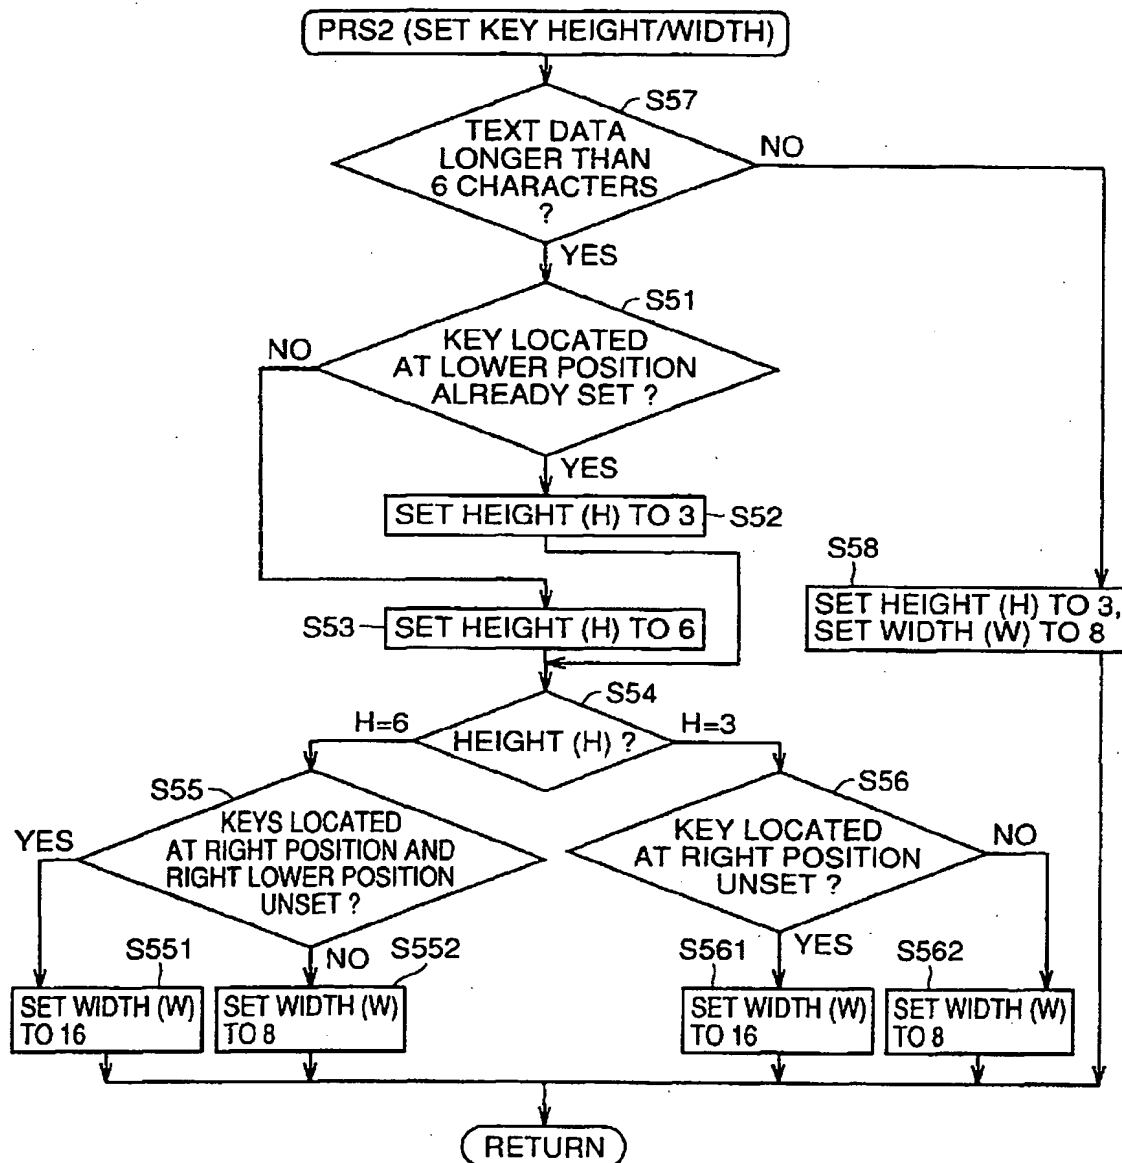 PRS2 (SET KEY HEIGHT/WIDTH)
S57
TEXT DATA
LONGER THAN
6 CHARACTERS
?
NO
YES
S51
KEY LOCATED
AT LOWER POSITION
ALREADY SET ?
NO
YES
SET HEIGHT (H) TO 3
S52
S58
SET HEIGHT (H) TO 3,
SET WIDTH (W) TO 8
S53
SET HEIGHT (H) TO 6
S54
H=6
HEIGHT (H) ?
H=3
S55
KEYS LOCATED
AT RIGHT POSITION AND
RIGHT LOWER POSITION
UNSET ?
YES
NO
S56
KEY LOCATED
AT RIGHT POSITION
UNSET ?
NO
YES
S551
SET WIDTH (W)
TO 16
S552
SET WIDTH (W)
TO 8
S561
SET WIDTH (W)
TO 16
S562
SET WIDTH (W)
TO 8
RETURN